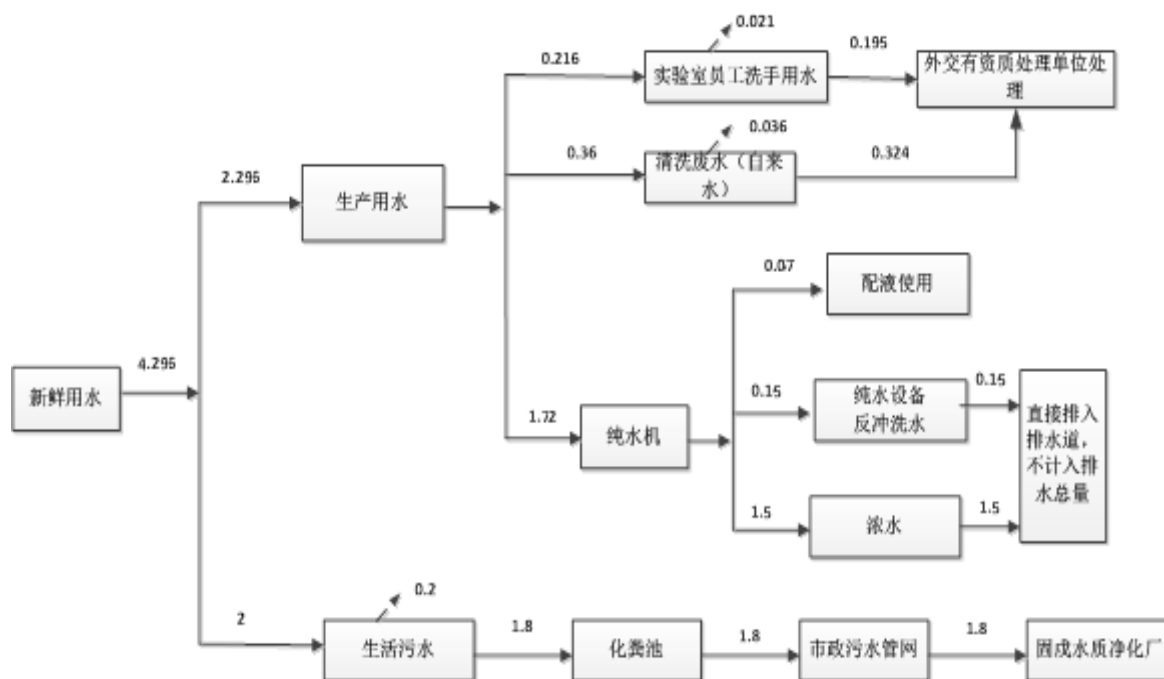 0.021
0.216
实验室员工洗手用水
0.195
外交有资质处理单位处
理
0.036
0.36
清洗废水（自来
水）
0.324
2.296
生产用水
0.07
配液使用
4.296
新鲜用水
1.72
纯水机
0.15
纯水设备
反冲洗水
0.15
直接排入
排水道，
不计入排
水总量
1.5
浓水
1.5
2
0.2
生活污水
1.8
化粪池
1.8
市政污水管网
1.8
固戍水质净化厂